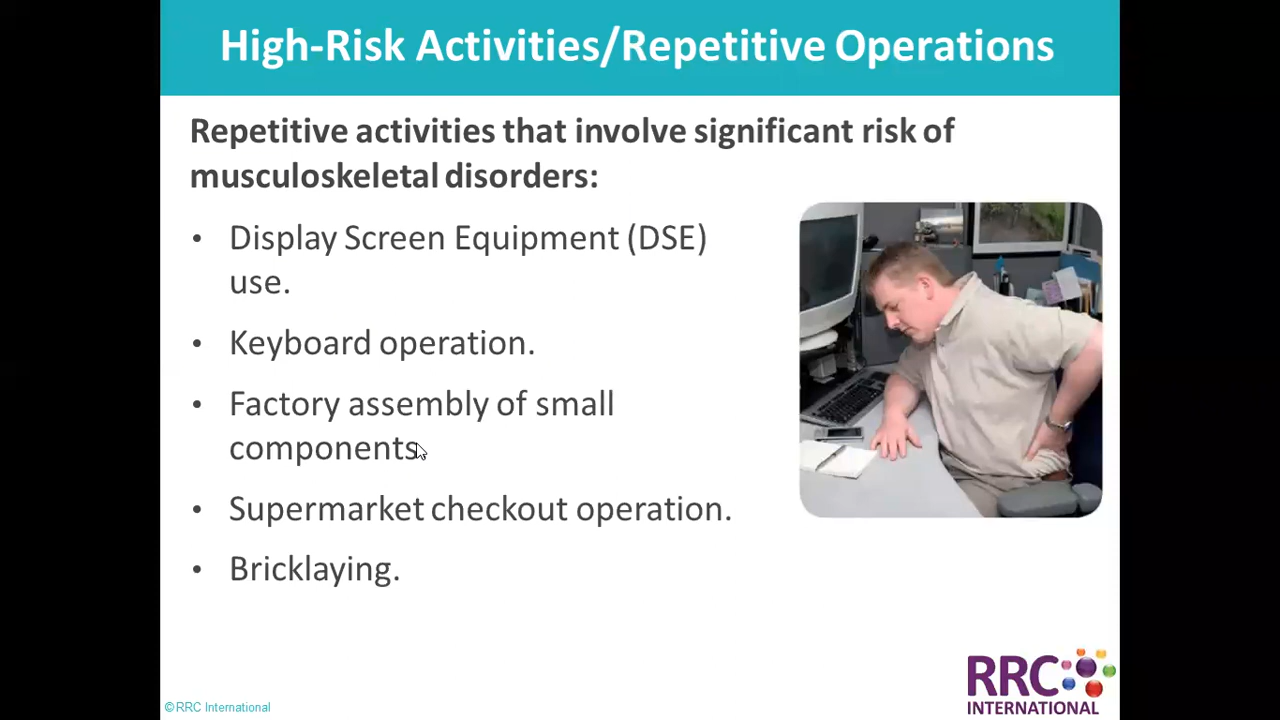 High-Risk Activities/Repetitive Operations
Repetitive activities that involve significant risk of
musculoskeletal disorders:
• Display Screen Equipment (DSE)
use.
• Keyboard operation.
• Factory assembly of small
components.
• Supermarket checkout operation.
• Bricklaying.
RRC
INTERNATIONAL
© RRC International